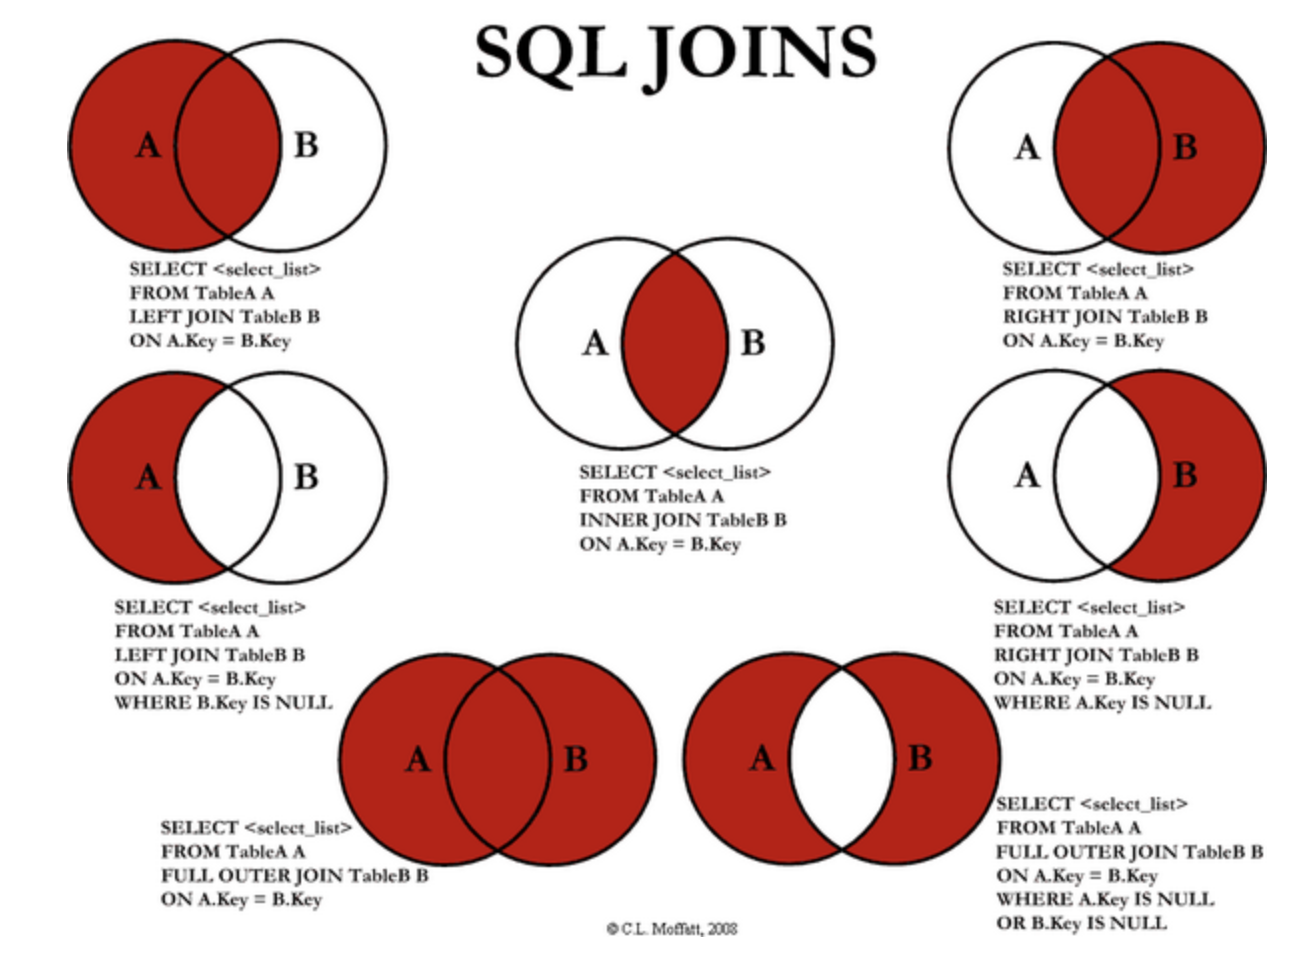 SQL JOINS
A B
SELECT <select_list>
FROM TableA A
LEFT JOIN TableB B
ON A.Key = B.Key
A B
SELECT <select_list>
FROM TableA A
RIGHT JOIN TableB B
ON A.Key = B.Key
A B
SELECT <select_list>
FROM TableA A
INNER JOIN TableB B
ON A.Key = B.Key
A B
SELECT <select_list>
FROM TableA A
LEFT JOIN TableB B
ON A.Key = B.Key
WHERE B.Key IS NULL
A B
SELECT <select_list>
FROM TableA A
RIGHT JOIN TableB B
ON A.Key = B.Key
WHERE A.Key IS NULL
A B
SELECT <select_list>
FROM TableA A
FULL OUTER JOIN TableB B
ON A.Key = B.Key
A B
SELECT <select_list>
FROM TableA A
FULL OUTER JOIN TableB B
ON A.Key = B.Key
WHERE A.Key IS NULL
OR B.Key IS NULL
© C.L. Moffatt, 2008